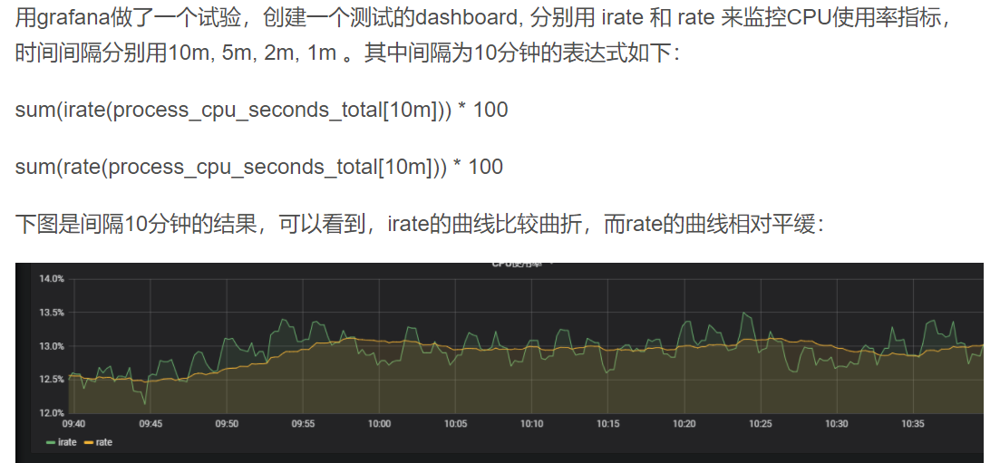 用grafana做了一个试验，创建一个测试的dashboard, 分别用 irate 和 rate 来监控CPU使用率指标，
时间间隔分别用10m, 5m, 2m, 1m 。其中间隔为10分钟的表达式如下：
sum(irate(process_cpu_seconds_total[10m])) * 100
sum(rate(process_cpu_seconds_total[10m])) * 100
下图是间隔10分钟的结果，可以看到，irate的曲线比较曲折，而rate的曲线相对平缓：
CPU使用率
14.0%
13.5%
13.0%
12.5%
12.0%
09:40 09:45 09:50 09:55 10:00 10:05 10:10 10:15 10:20 10:25 10:30 10:35
irate rate